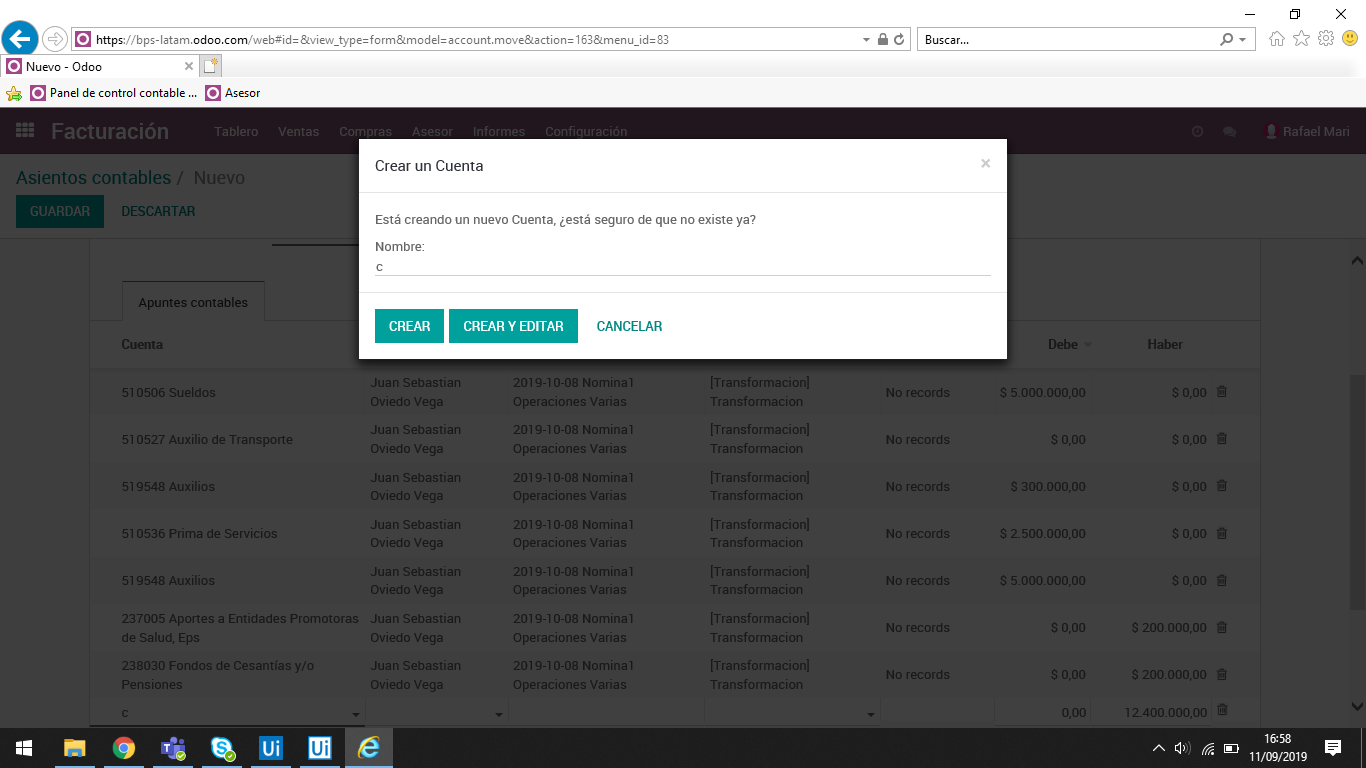 https://bps-latam.odoo.com/web#id=&view_type=form&model=account.move&action=163&menu_id=83
Buscar...
Nuevo - Odoo
Panel de control contable ...
Asesor
Facturación
Tablero
Ventas
Compras
Asesor
Informes
Configuración
Rafael Mari
Asientos contables / Nuevo
GUARDAR
DESCARTAR
Crear un Cuenta
×
Está creando un nuevo Cuenta, ¿está seguro de que no existe ya?
Nombre:
c
CREAR
CREAR Y EDITAR
CANCELAR
Apuntes contables
Cuenta
Debe
Haber
510506 Sueldos
Juan Sebastian
Oviedo Vega
2019-10-08 Nomina1
Operaciones Varias
[Transformacion]
Transformacion
No records
$ 5.000.000,00
$ 0,00
510527 Auxilio de Transporte
Juan Sebastian
Oviedo Vega
2019-10-08 Nomina1
Operaciones Varias
[Transformacion]
Transformacion
No records
$ 0,00
$ 0,00
519548 Auxilios
Juan Sebastian
Oviedo Vega
2019-10-08 Nomina1
Operaciones Varias
[Transformacion]
Transformacion
No records
$ 300.000,00
$ 0,00
510536 Prima de Servicios
Juan Sebastian
Oviedo Vega
2019-10-08 Nomina1
Operaciones Varias
[Transformacion]
Transformacion
No records
$ 2.500.000,00
$ 0,00
519548 Auxilios
Juan Sebastian
Oviedo Vega
2019-10-08 Nomina1
Operaciones Varias
[Transformacion]
Transformacion
No records
$ 5.000.000,00
$ 0,00
237005 Aportes a Entidades Promotoras
de Salud, Eps
Juan Sebastian
Oviedo Vega
2019-10-08 Nomina1
Operaciones Varias
[Transformacion]
Transformacion
No records
$ 0,00
$ 200.000,00
238030 Fondos de Cesantías y/o
Pensiones
Juan Sebastian
Oviedo Vega
2019-10-08 Nomina1
Operaciones Varias
[Transformacion]
Transformacion
No records
$ 0,00
$ 200.000,00
c
0,00
12.400.000,00
Ui
Ui
16:58
11/09/2019